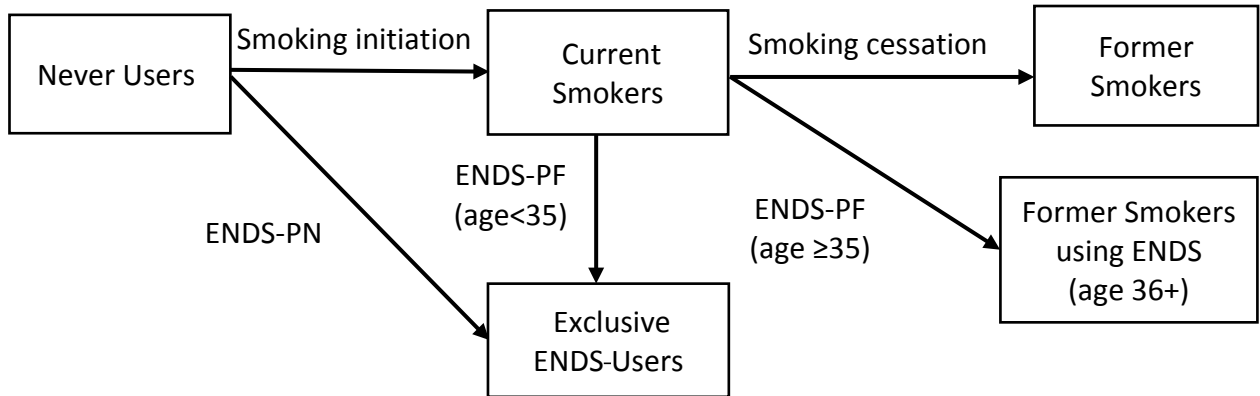 Never Users
Smoking initiation
Current
Smokers
Smoking cessation
Former
Smokers
ENDS-PN
ENDS-PF
(age<35)
ENDS-PF
(age ≥35)
Former Smokers
using ENDS
(age 36+)
Exclusive
ENDS-Users